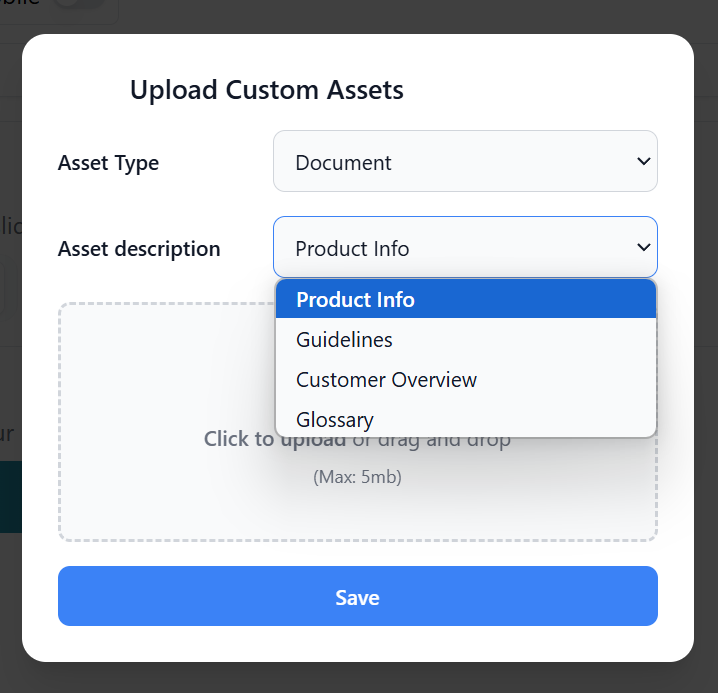 Upload Custom Assets
Asset Type
Document
Asset description
Product Info
Product Info
Guidelines
Customer Overview
Glossary
Click to upload or drag and drop
(Max: 5mb)
Save